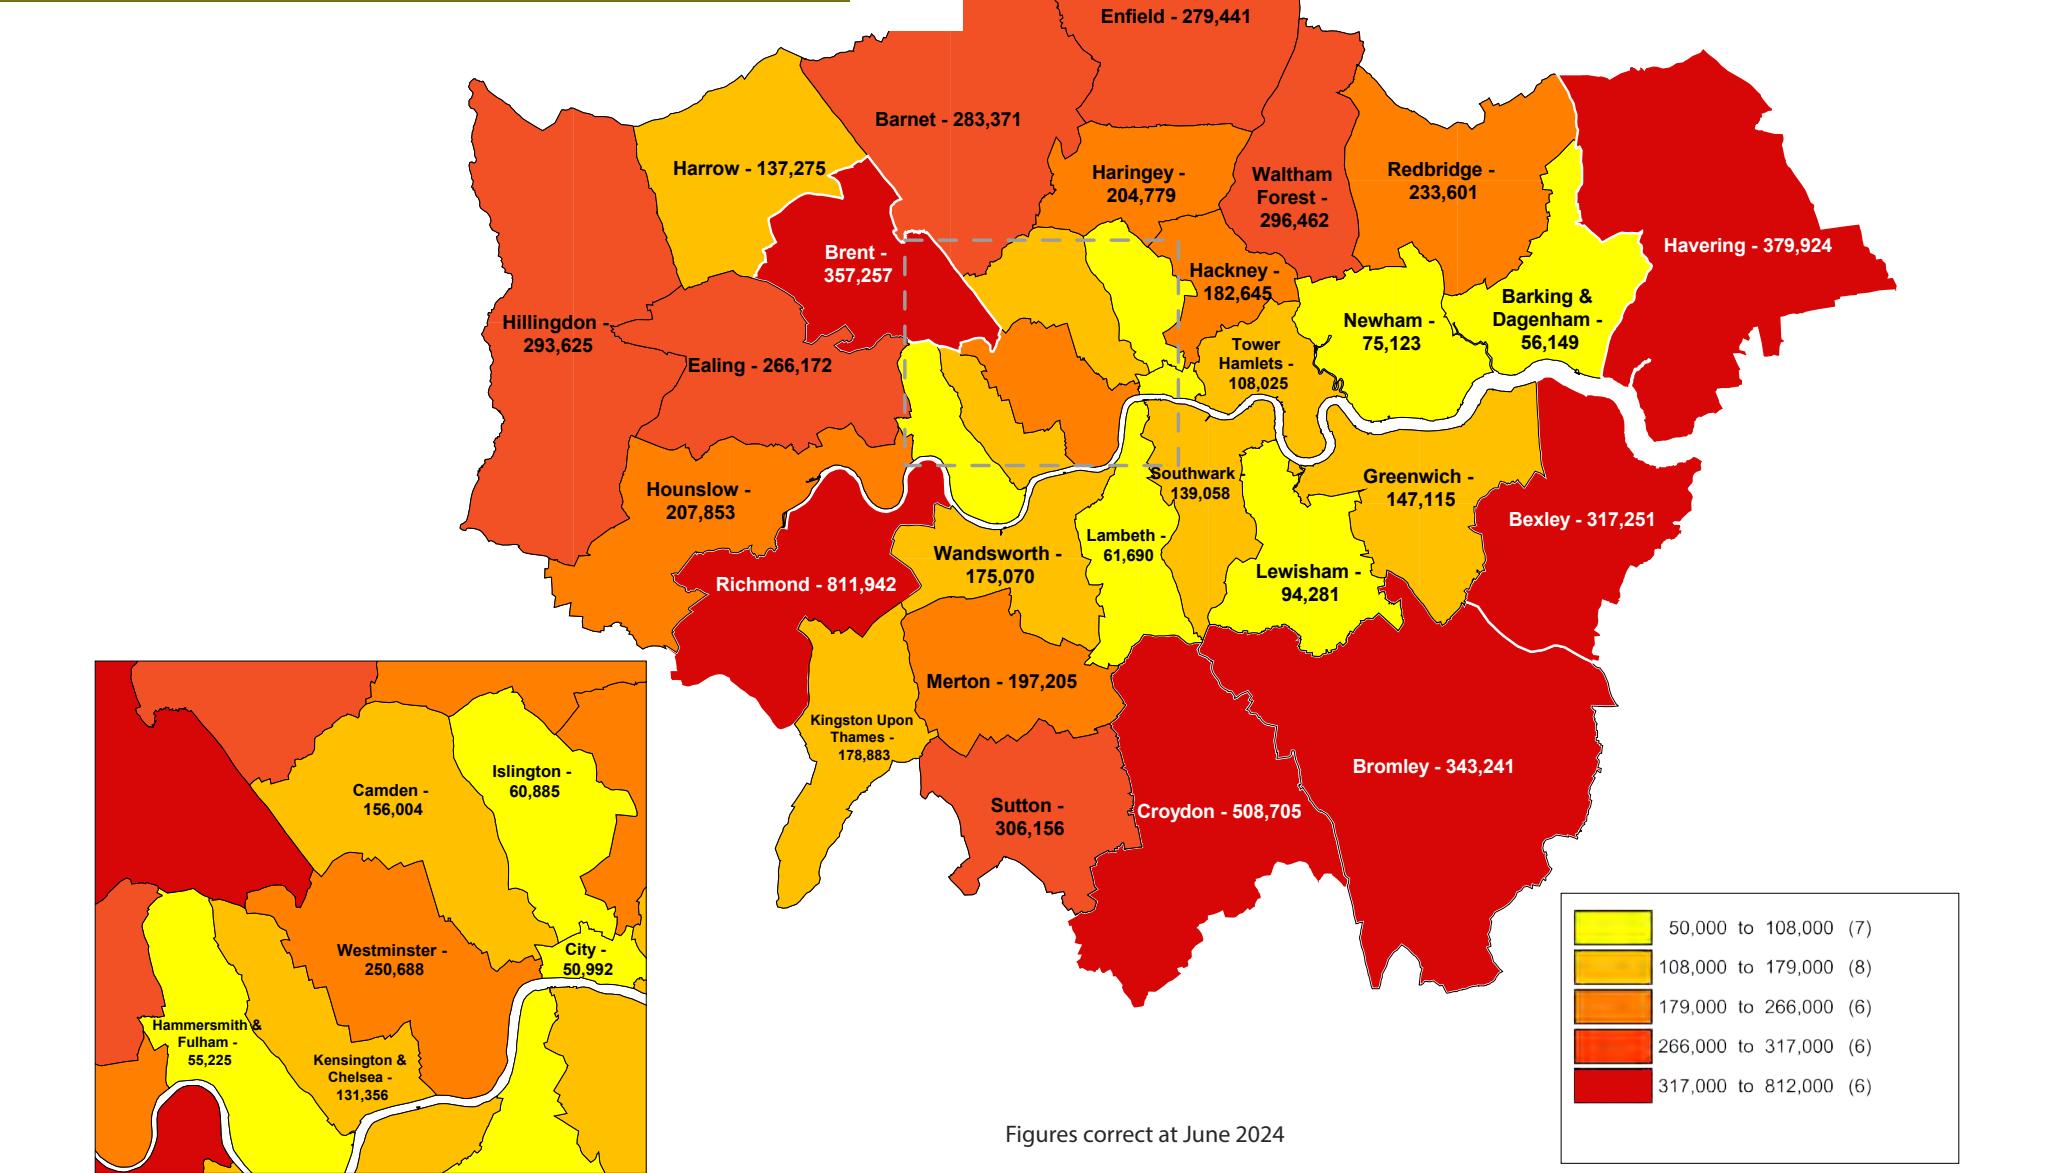 Enfield - 279,441
Barnet - 283,371
Harrow - 137,275
Haringey -
204,779
Waltham
Forest -
296,462
Redbridge -
233,601
Havering - 379,924
Brent -
357,257
Hackney -
182,645
Barking &
Dagenham -
56,149
Newham -
75,123
Hillingdon -
293,625
Ealing - 266,172
Tower
Hamlets -
108,025
Hounslow -
207,853
Southwark -
139,058
Greenwich -
147,115
Bexley - 317,251
Lambeth -
61,690
Wandsworth -
175,070
Richmond - 811,942
Lewisham -
94,281
Merton - 197,205
Kingston Upon
Thames -
178,883
Sutton -
306,156
Croydon - 508,705
Bromley - 343,241
Islington -
60,885
Camden -
156,004
Westminster -
250,688
City -
50,992
Hammersmith &
Fulham -
55,225
Kensington &
Chelsea -
131,356
50,000 to 108,000 (7)
108,000 to 179,000 (8)
179,000 to 266,000 (6)
266,000 to 317,000 (6)
317,000 to 812,000 (6)
Figures correct at June 2024